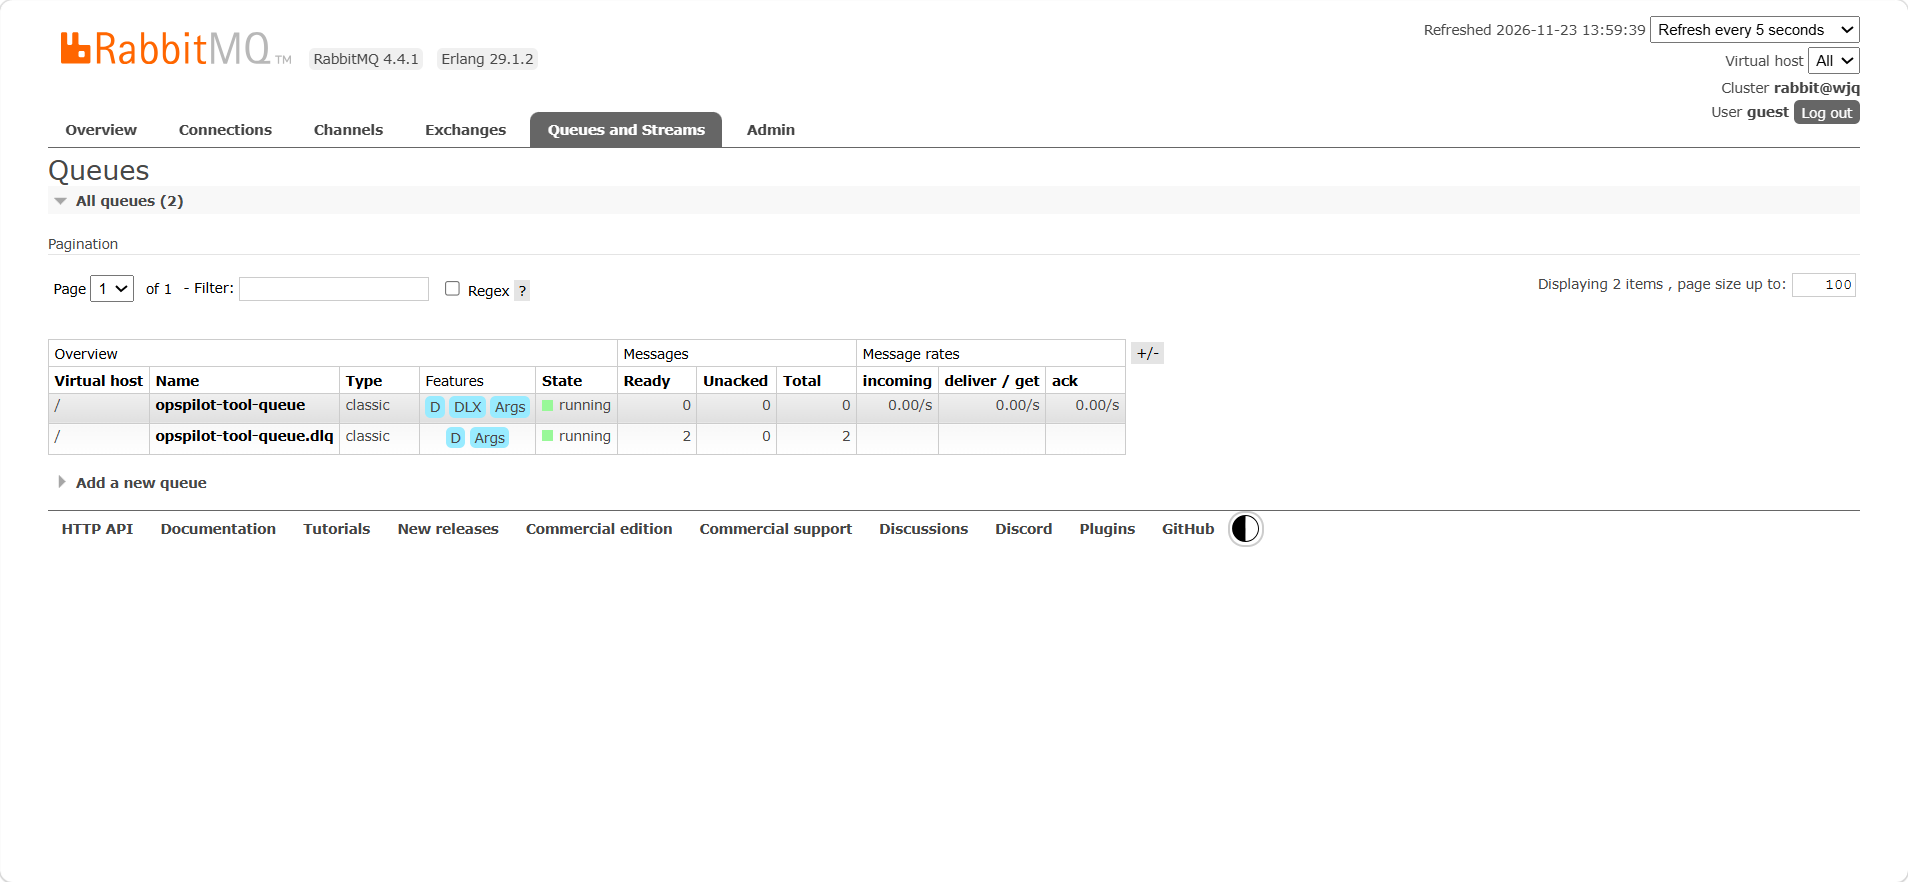 RabbitMQ TM RabbitMQ 4.4.1 Erlang 29.1.2
Refreshed 2026-11-23 13:59:39 Refresh every 5 seconds
Virtual host All
Cluster rabbit@wjq
User guest Log out
Overview Connections Channels Exchanges Queues and Streams Admin
Queues
All queues (2)
Pagination
Page 1 of 1 - Filter: Regex ?
Displaying 2 items , page size up to: 100
Overview Messages Message rates +/-
Virtual host Name Type Features State Ready Unacked Total incoming deliver / get ack
/ opspilot-tool-queue classic D DLX Args running 0 0 0 0.00/s 0.00/s 0.00/s
/ opspilot-tool-queue.dlq classic D Args running 2 0 2
Add a new queue
HTTP API Documentation Tutorials New releases Commercial edition Commercial support Discussions Discord Plugins GitHub